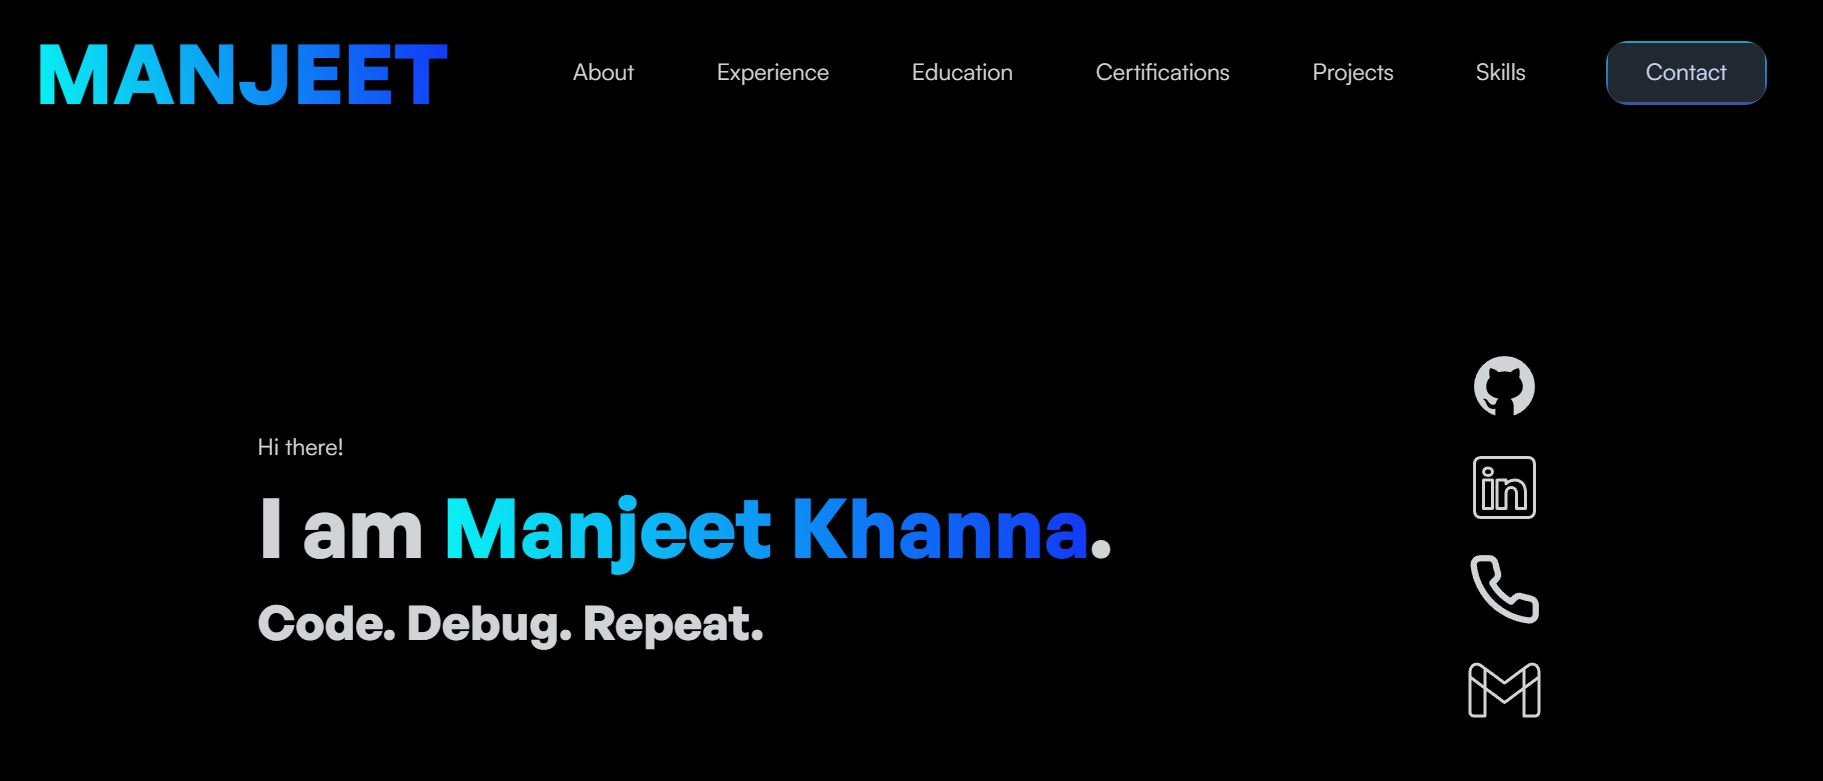 MANJEET About Experience Education Certifications Projects Skills Contact
Hi there!
I am Manjeet Khanna.
in
Code. Debug. Repeat.